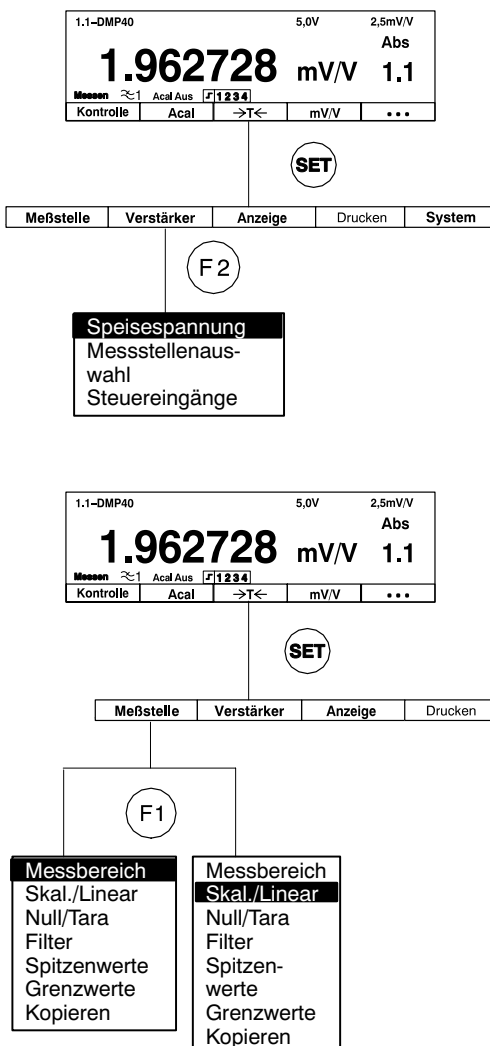 1.1–DMP40 5,0V 2,5mV/V
Abs
1.962728 mV/V 1.1
Messen ≂1 Acal Aus 1234
Kontrolle Acal →T← mV/V •••
SET
Meßstelle Verstärker Anzeige Drucken System
F2
Speisespannung
Messstellenaus-
wahl
Steuereingänge
1.1–DMP40 5,0V 2,5mV/V
Abs
1.962728 mV/V 1.1
Messen ≂1 Acal Aus 1234
Kontrolle Acal →T← mV/V •••
SET
Meßstelle Verstärker Anzeige Drucken
F1
Messbereich
Skal./Linear
Null/Tara
Filter
Spitzenwerte
Grenzwerte
Kopieren
Messbereich
Skal./Linear
Null/Tara
Filter
Spitzen-
werte
Grenzwerte
Kopieren